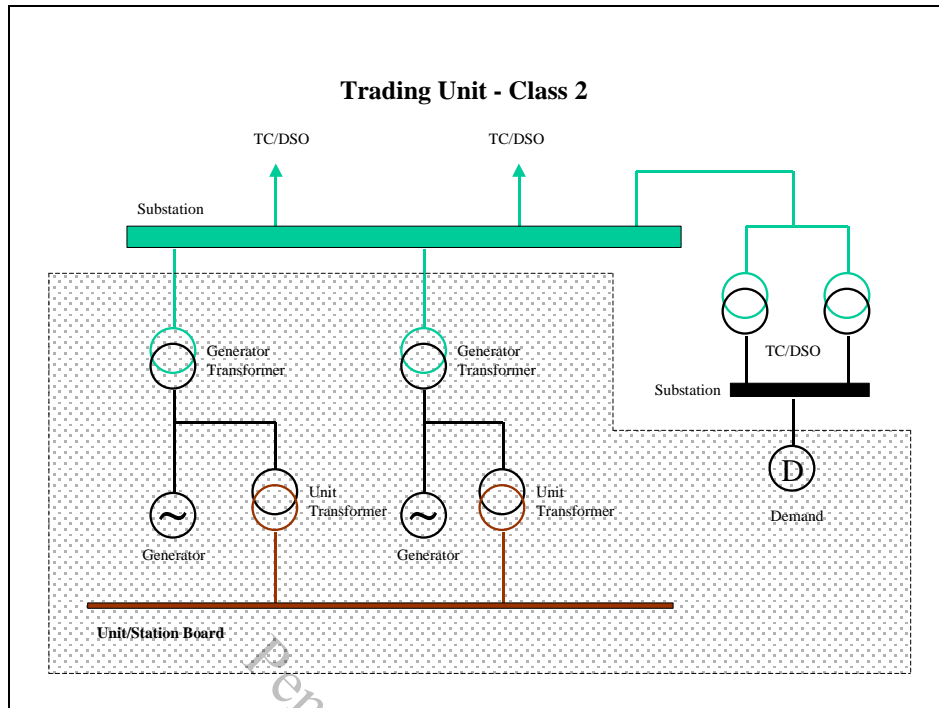 Trading Unit - Class 2
TC/DSO
TC/DSO
Substation
Generator
Transformer
Generator
Transformer
TC/DSO
Substation
D
Unit
Transformer
Unit
Transformer
Demand
~
~
Generator
Generator
Unit/Station Board